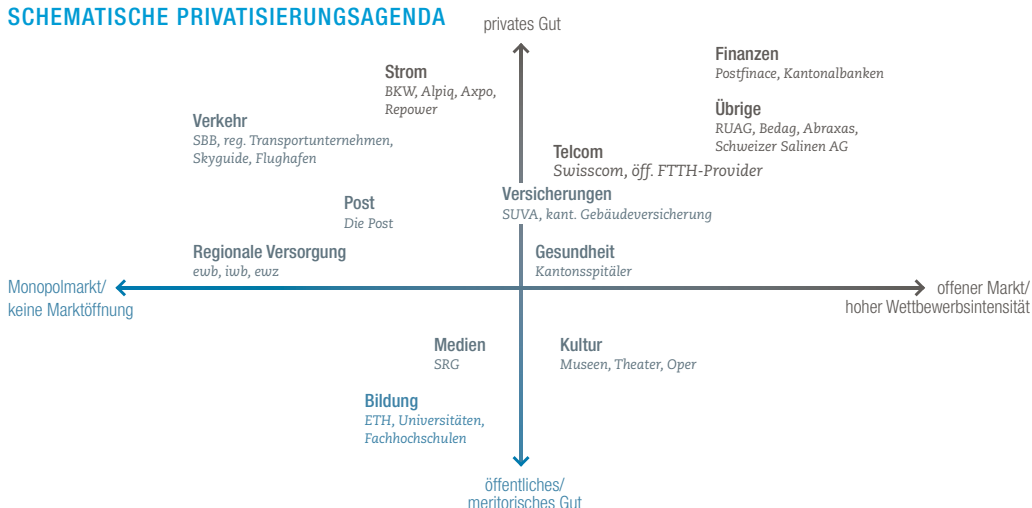 SCHEMATISCHE PRIVATISIERUNGSAGENDA
privates Gut
Finanzen
Postfinace, Kantonalbanken
Strom
BKW, Alpiq, Axpo,
Repower
Übrige
RUAG, Bedag, Abraxas,
Schweizer Salinen AG
Verkehr
SBB, reg. Transportunternehmen,
Skyguide, Flughafen
Telcom
Swisscom, öff. FTTH-Provider
Versicherungen
SUVA, kant. Gebäudeversicherung
Post
Die Post
Regionale Versorgung
ewb, iwb, ewz
Gesundheit
Kantonsspitäler
Monopolmarkt/
keine Marktöffnung
offener Markt/
hoher Wettbewerbsintensität
Medien
SRG
Kultur
Museen, Theater, Oper
Bildung
ETH, Universitäten,
Fachhochschulen
öffentliches/
meritorisches Gut